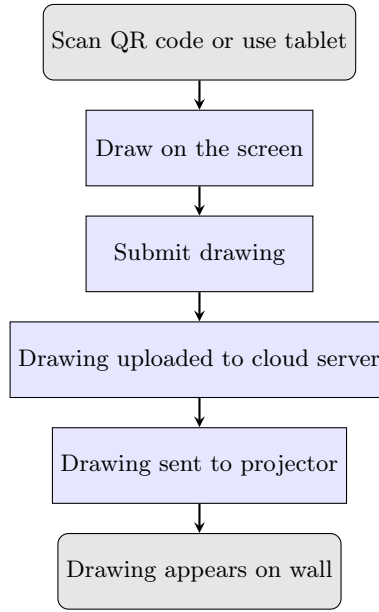 Scan QR code or use tablet
Draw on the screen
Submit drawing
Drawing uploaded to cloud server
Drawing sent to projector
Drawing appears on wall